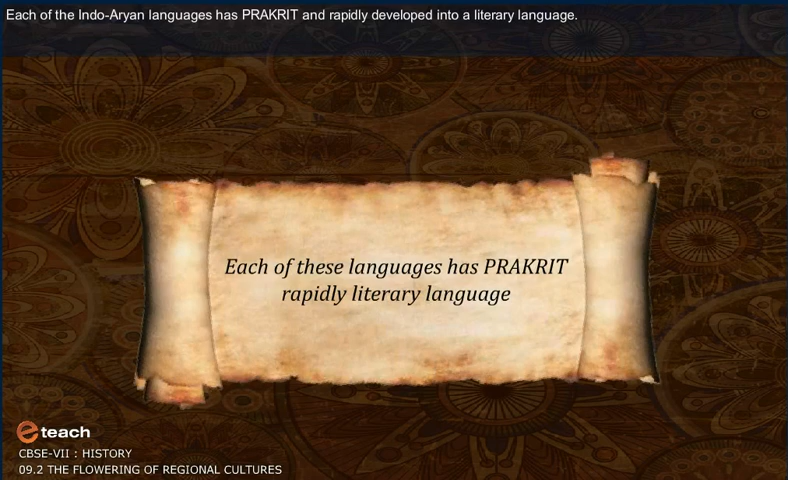 Each of the Indo-Aryan languages has PRAKRIT and rapidly developed into a literary language.
Each of these languages has PRAKRIT
rapidly literary language
eteach
CBSE-VII : HISTORY
09.2 THE FLOWERING OF REGIONAL CULTURES